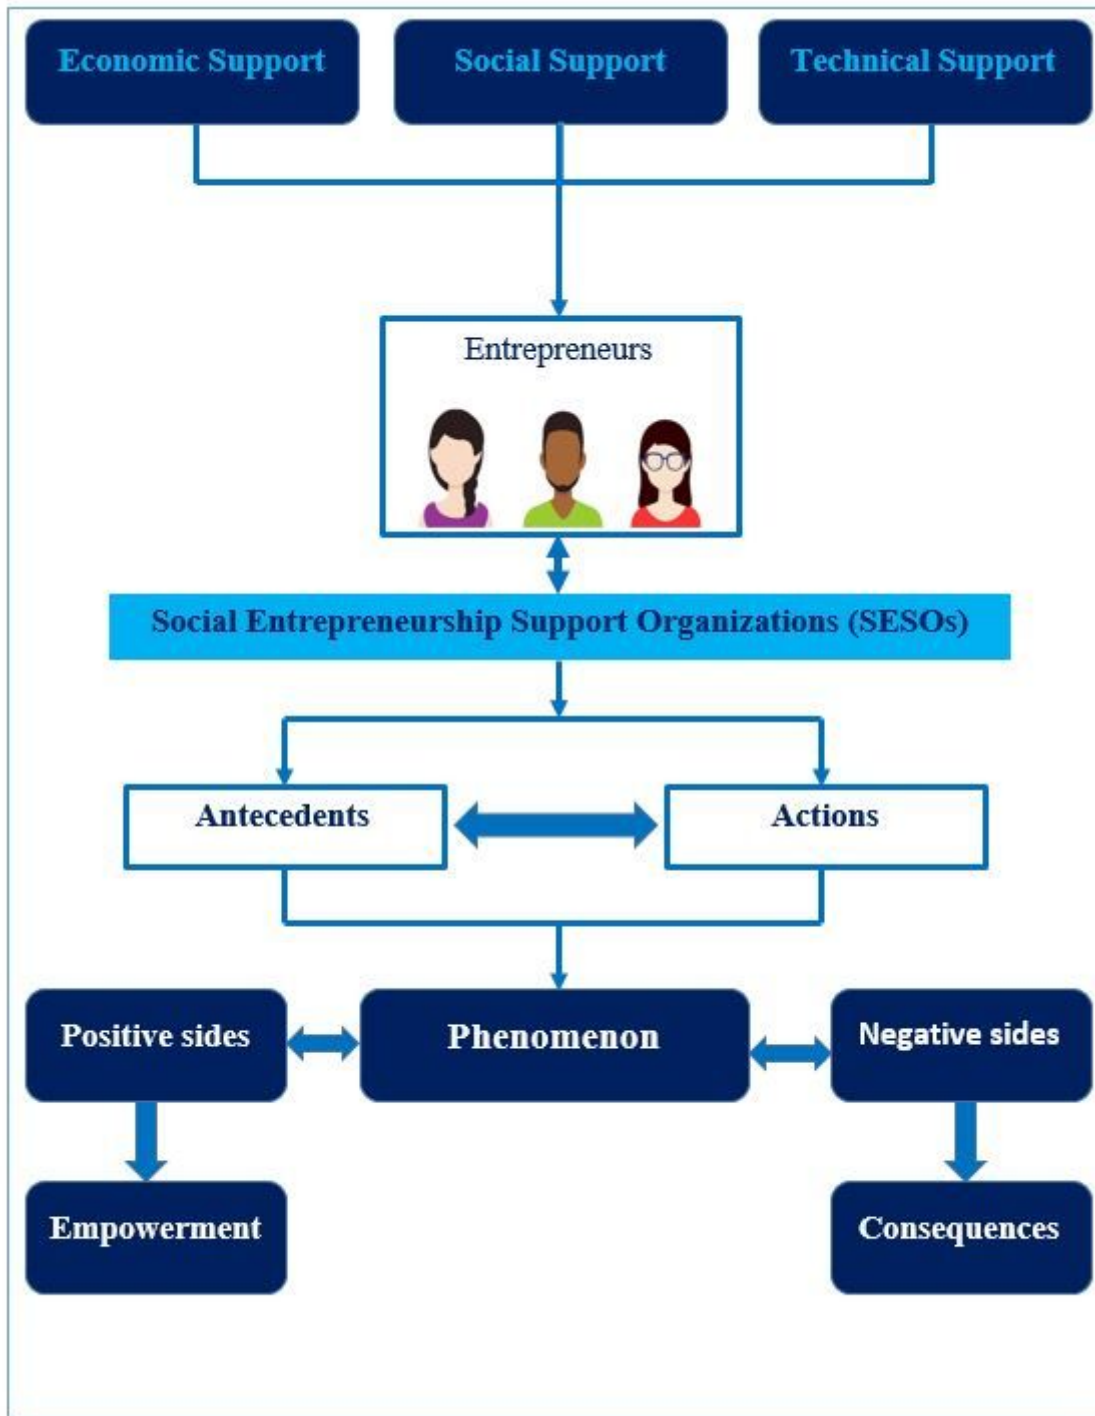 Economic Support
Social Support
Technical Support
Entrepreneurs
Social Entrepreneurship Support Organizations (SESOs)
Antecedents
Actions
Positive sides
Phenomenon
Negative sides
Empowerment
Consequences